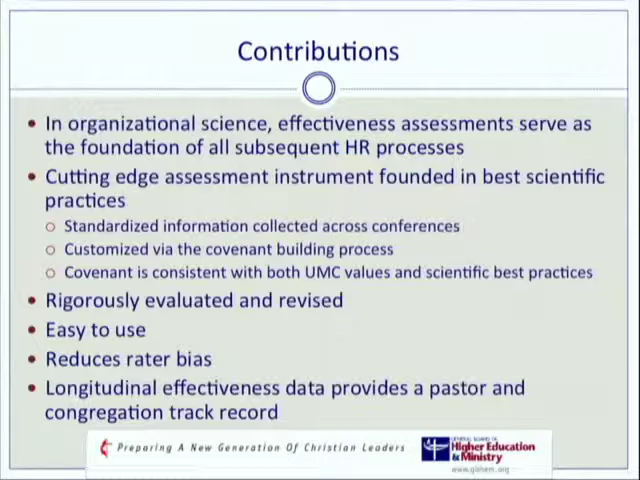 Contributions
• In organizational science, effectiveness assessments serve as
the foundation of all subsequent HR processes
• Cutting edge assessment instrument founded in best scientific
practices
○ Standardized information collected across conferences
○ Customized via the covenant building process
○ Covenant is consistent with both UMC values and scientific best practices
• Rigorously evaluated and revised
• Easy to use
• Reduces rater bias
• Longitudinal effectiveness data provides a pastor and
congregation track record
Preparing A New Generation Of Christian Leaders
GENERAL BOARD OF
Higher Education
& Ministry
www.gbhem.org